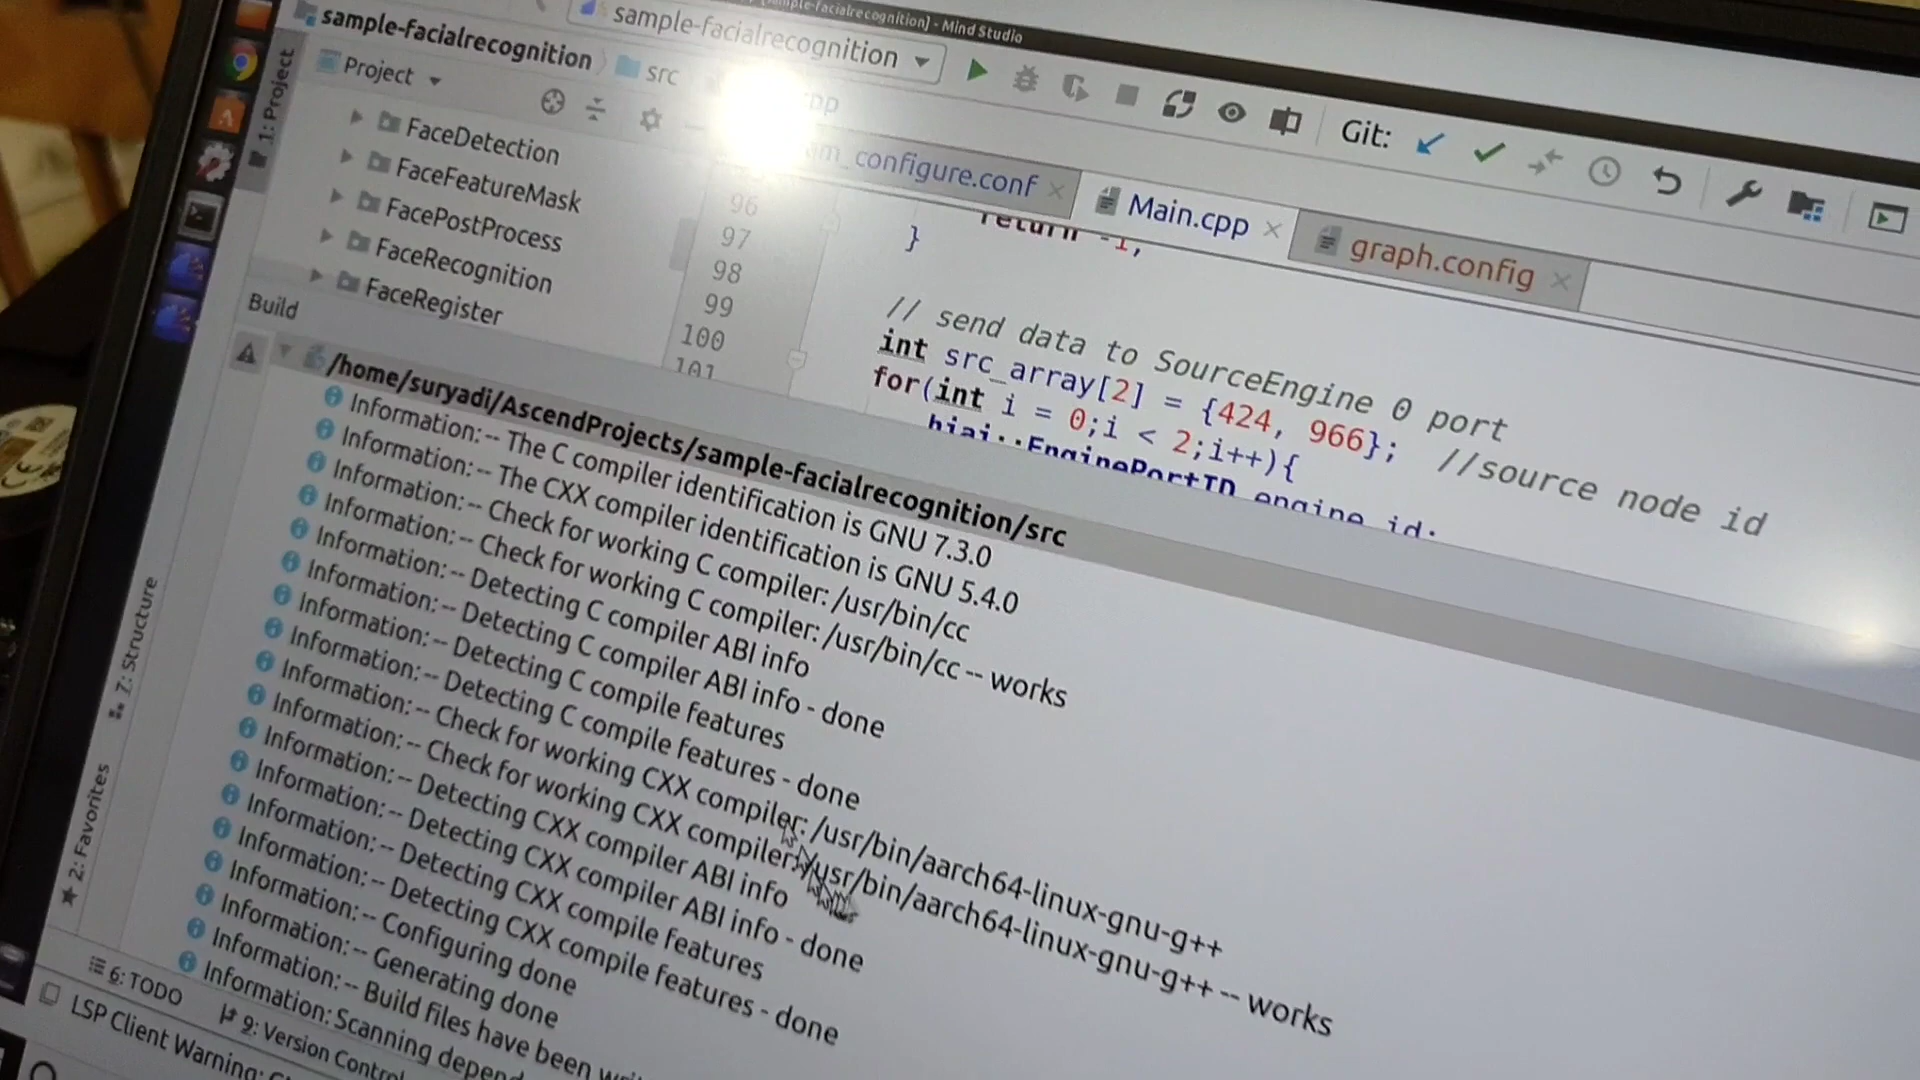 sample-facialrecognition] - Mind Studio
sample-facialrecognition
src
sample-facialrecognition
Git:
1: Project
Project
FaceDetection
FaceFeatureMask
FacePostProcess
FaceRecognition
FaceRegister
_configure.conf
Main.cpp
graph.config
96
97
98
99
100
101
return -1;
}
// send data to SourceEngine 0 port
int src_array[2] = {424, 966}; //source node id
for(int i = 0;i < 2;i++){
hiai::EnginePortID engine_id;
Build
/home/suryadi/AscendProjects/sample-facialrecognition/src
Information: -- The C compiler identification is GNU 7.3.0
Information: -- The CXX compiler identification is GNU 5.4.0
Information: -- Check for working C compiler: /usr/bin/cc
Information: -- Check for working C compiler: /usr/bin/cc -- works
Information: -- Detecting C compiler ABI info
Information: -- Detecting C compiler ABI info - done
Information: -- Detecting C compile features
Information: -- Detecting C compile features - done
Information: -- Check for working CXX compiler: /usr/bin/aarch64-linux-gnu-g++
Information: -- Check for working CXX compiler: /usr/bin/aarch64-linux-gnu-g++ -- works
Information: -- Detecting CXX compiler ABI info
Information: -- Detecting CXX compiler ABI info - done
Information: -- Detecting CXX compile features
Information: -- Detecting CXX compile features - done
Information: -- Configuring done
Information: -- Generating done
Information: -- Build files have been
Information: Scanning
7: Structure
2: Favorites
6: TODO
9: Version Control
LSP Client Warning: